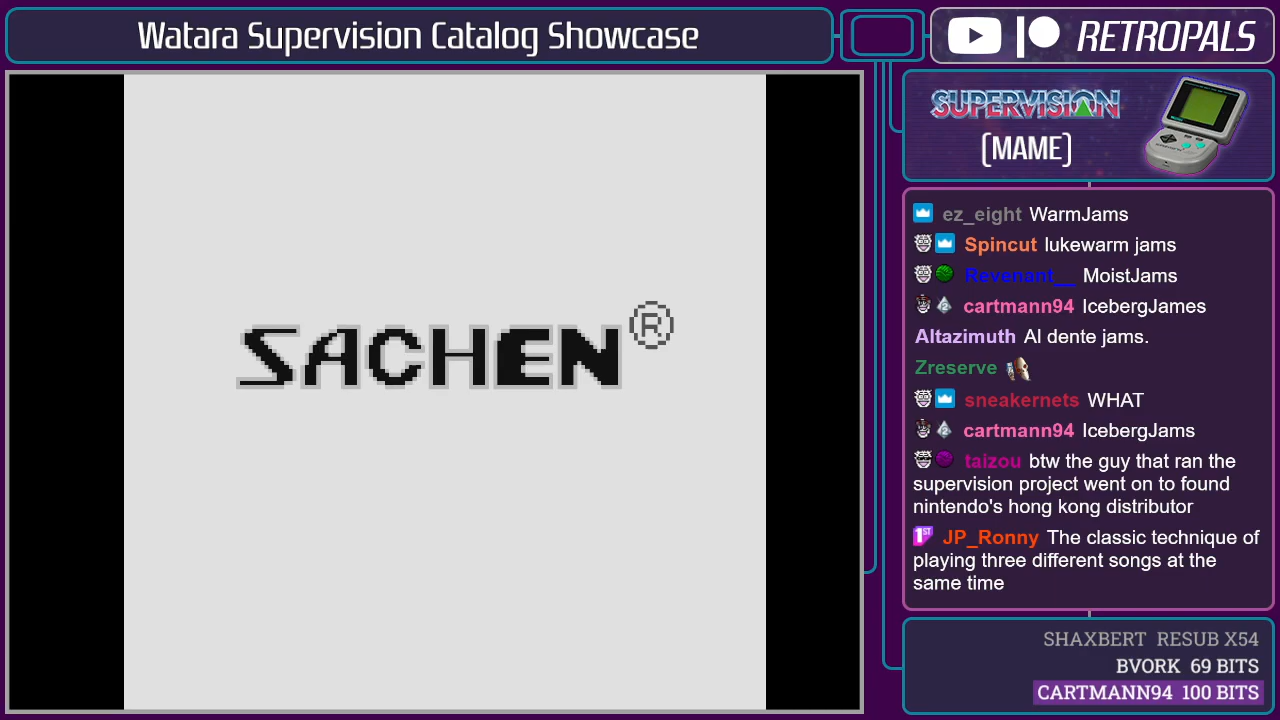 Watara Supervision Catalog Showcase
RETROPALS
SUPERVISION
[MAME]
SACHEN®
ez_eight WarmJams
Spincut lukewarm jams
Revenant__ MoistJams
cartmann94 IcebergJames
Altazimuth Al dente jams.
Zreserve
sneakernets WHAT
cartmann94 IcebergJams
taizou btw the guy that ran the
supervision project went on to found
nintendo's hong kong distributor
1ST JP_Ronny The classic technique of
playing three different songs at the
same time
SHAXBERT RESUB X54
BVORK 69 BITS
CARTMANN94 100 BITS